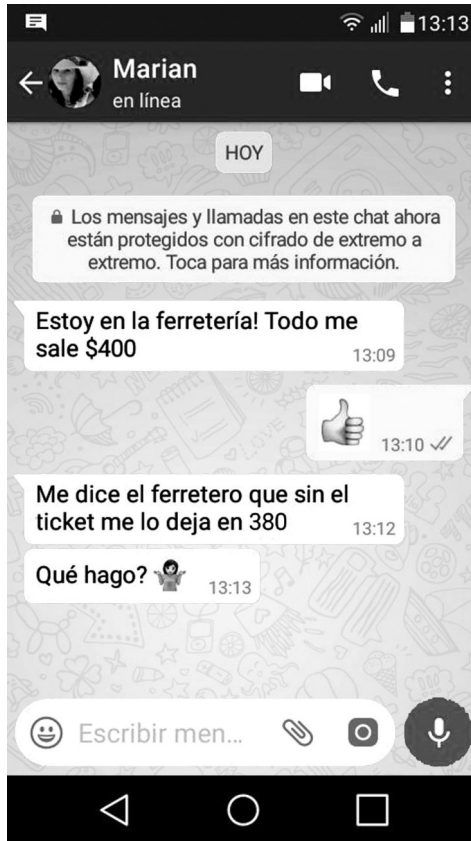 13:13
Marian
en línea
HOY
Los mensajes y llamadas en este chat ahora
están protegidos con cifrado de extremo a
extremo. Toca para más información.
Estoy en la ferretería! Todo me
sale $400
13:09
13:10
Me dice el ferretero que sin el
ticket me lo deja en 380
13:12
Qué hago?
13:13
Escribir men...